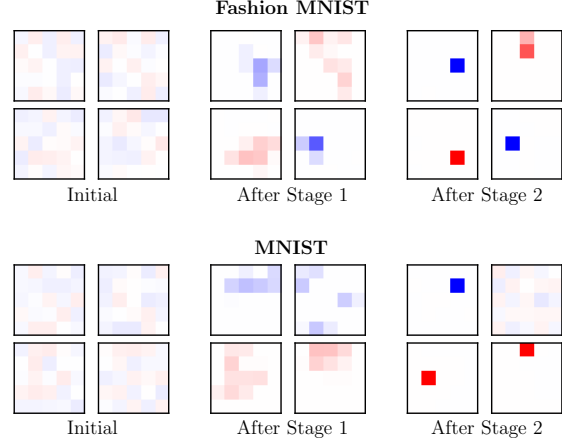 Fashion MNIST
Initial After Stage 1 After Stage 2
MNIST
Initial After Stage 1 After Stage 2